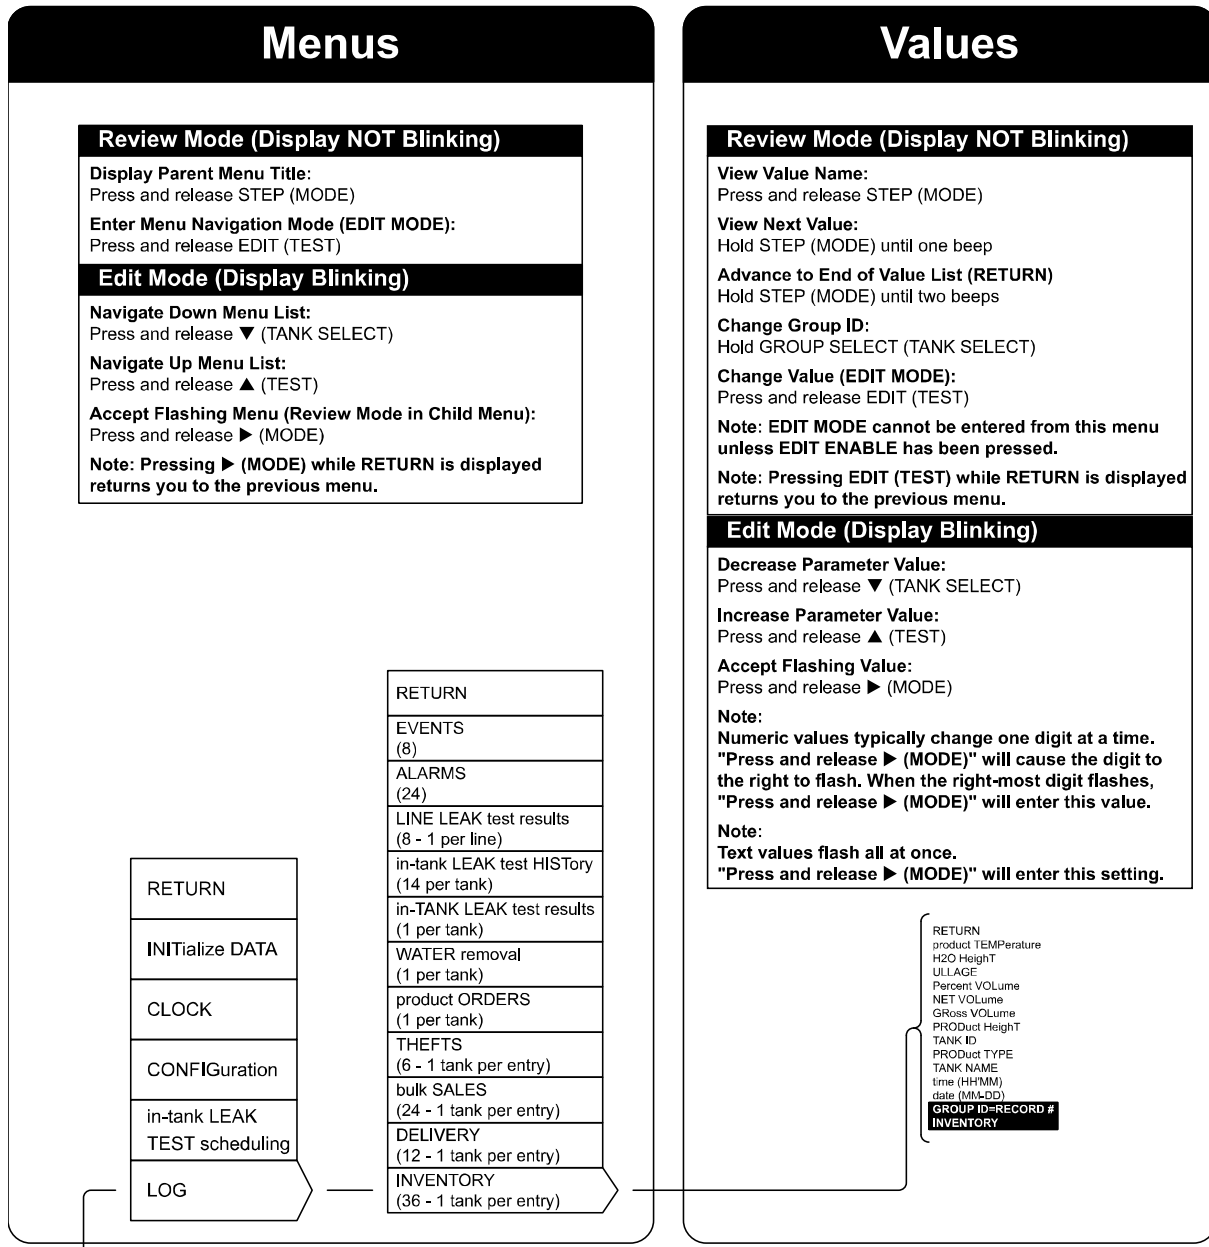 Menus
Review Mode (Display NOT Blinking)
Display Parent Menu Title:
Press and release STEP (MODE)
Enter Menu Navigation Mode (EDIT MODE):
Press and release EDIT (TEST)
Edit Mode (Display Blinking)
Navigate Down Menu List:
Press and release ▼ (TANK SELECT)
Navigate Up Menu List:
Press and release ▲ (TEST)
Accept Flashing Menu (Review Mode in Child Menu):
Press and release ▶ (MODE)
Note: Pressing ▶ (MODE) while RETURN is displayed
returns you to the previous menu.
RETURN
INITialize DATA
CLOCK
CONFIGuration
in-tank LEAK
TEST scheduling
LOG
RETURN
EVENTS
(8)
ALARMS
(24)
LINE LEAK test results
(8 - 1 per line)
in-tank LEAK test HISTory
(14 per tank)
in-TANK LEAK test results
(1 per tank)
WATER removal
(1 per tank)
product ORDERS
(1 per tank)
THEFTS
(6 - 1 tank per entry)
bulk SALES
(24 - 1 tank per entry)
DELIVERY
(12 - 1 tank per entry)
INVENTORY
(36 - 1 tank per entry)
Values
Review Mode (Display NOT Blinking)
View Value Name:
Press and release STEP (MODE)
View Next Value:
Hold STEP (MODE) until one beep
Advance to End of Value List (RETURN)
Hold STEP (MODE) until two beeps
Change Group ID:
Hold GROUP SELECT (TANK SELECT)
Change Value (EDIT MODE):
Press and release EDIT (TEST)
Note: EDIT MODE cannot be entered from this menu
unless EDIT ENABLE has been pressed.
Note: Pressing EDIT (TEST) while RETURN is displayed
returns you to the previous menu.
Edit Mode (Display Blinking)
Decrease Parameter Value:
Press and release ▼ (TANK SELECT)
Increase Parameter Value:
Press and release ▲ (TEST)
Accept Flashing Value:
Press and release ▶ (MODE)
Note:
Numeric values typically change one digit at a time.
"Press and release ▶ (MODE)" will cause the digit to
the right to flash. When the right-most digit flashes,
"Press and release ▶ (MODE)" will enter this value.
Note:
Text values flash all at once.
"Press and release ▶ (MODE)" will enter this setting.
RETURN
product TEMPerature
H2O HeighT
ULLAGE
Percent VOLume
NET VOLume
GRoss VOLume
PRODuct HeighT
TANK ID
PRODuct TYPE
TANK NAME
time (HH'MM)
date (MM-DD)
GROUP ID=RECORD #
INVENTORY